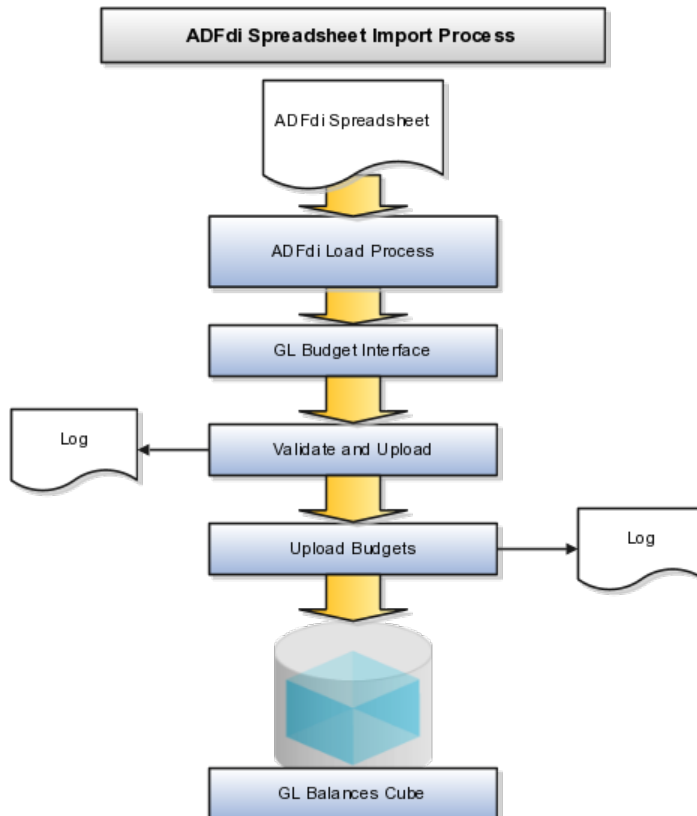 ADFdi Spreadsheet Import Process
ADFdi Spreadsheet
ADFdi Load Process
GL Budget Interface
Log
Validate and Upload
Upload Budgets
Log
GL Balances Cube